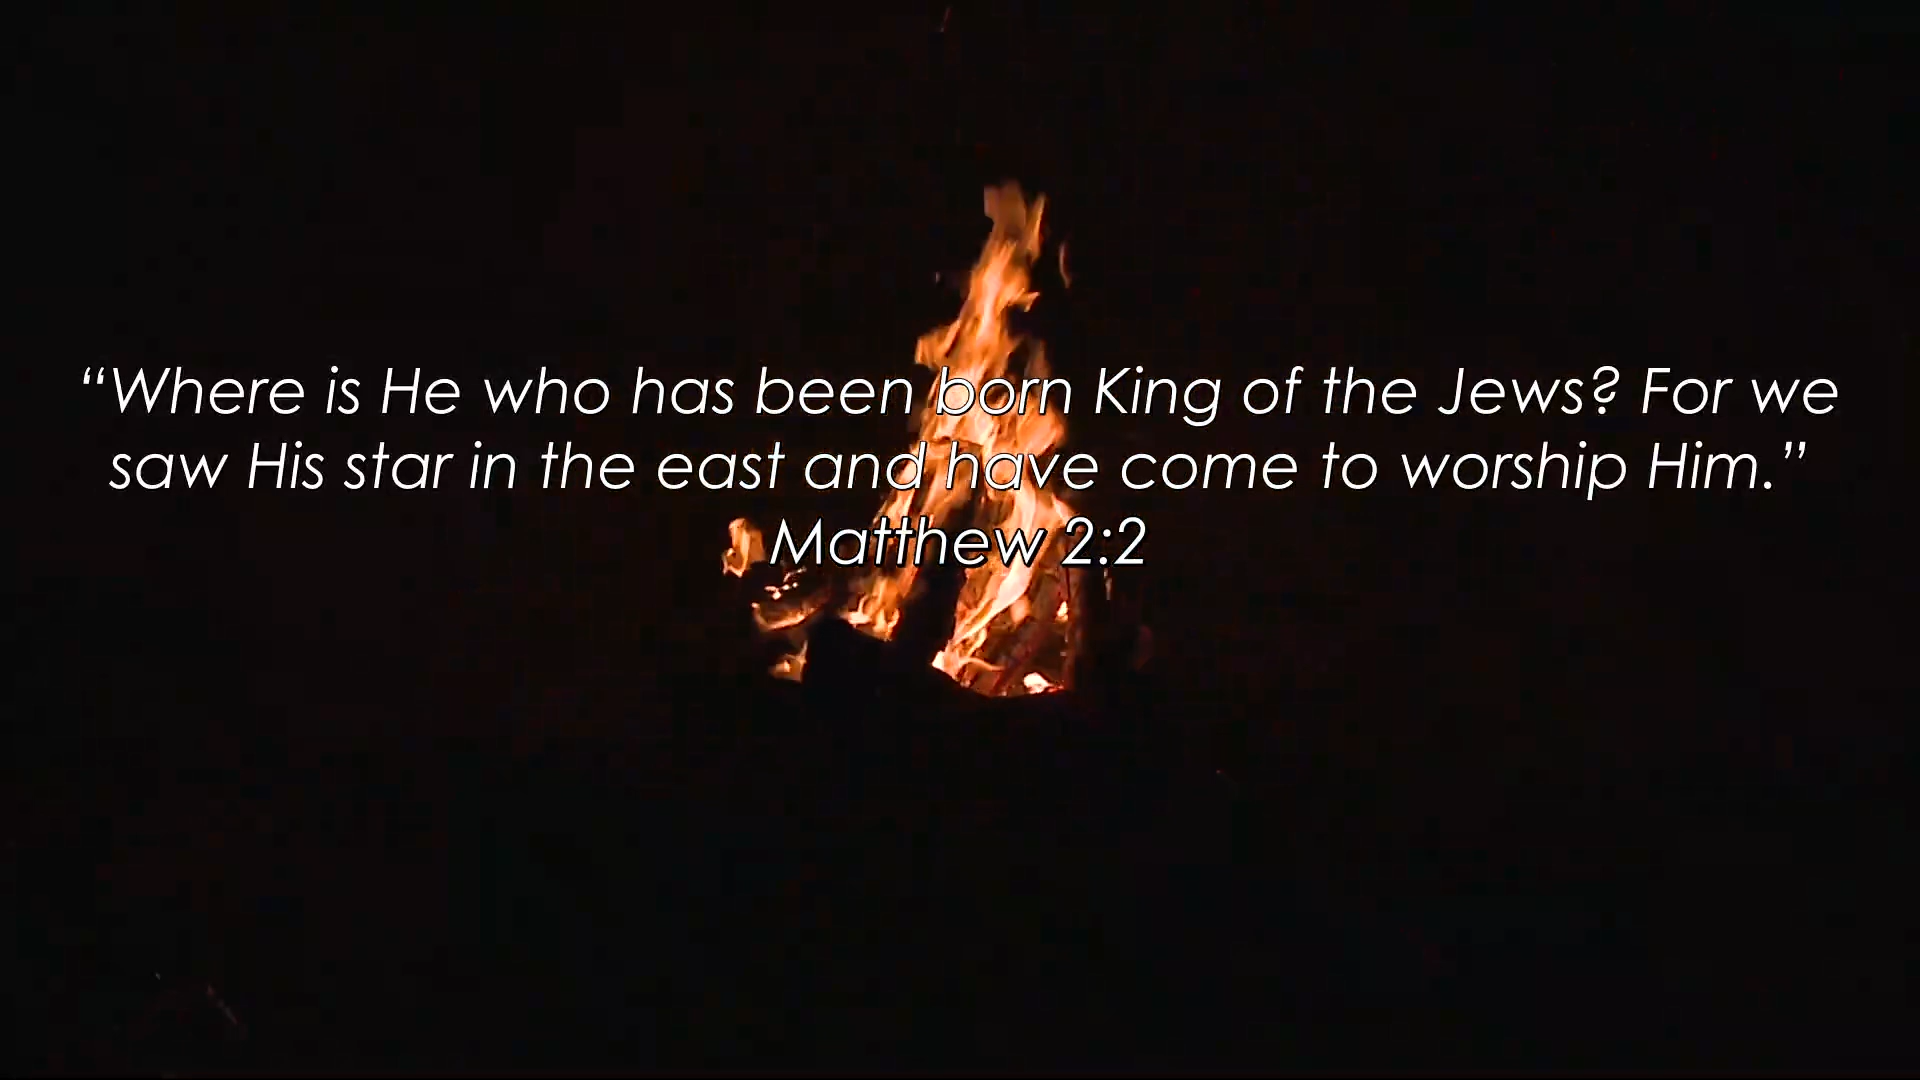 “Where is He who has been born King of the Jews? For we
saw His star in the east and have come to worship Him.”
Matthew 2:2